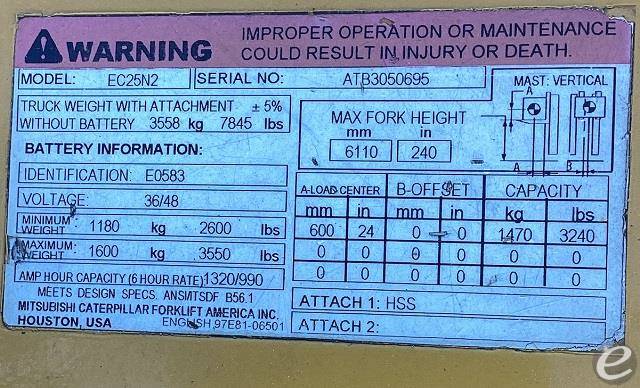 WARNING
IMPROPER OPERATION OR MAINTENANCE
COULD RESULT IN INJURY OR DEATH.
MODEL: EC25N2 SERIAL NO: ATB3050695
TRUCK WEIGHT WITH ATTACHMENT ± 5%
WITHOUT BATTERY 3558 kg 7845 lbs
BATTERY INFORMATION:
IDENTIFICATION: E0583
VOLTAGE: 36/48
MINIMUM WEIGHT: 1180 kg 2600 lbs
MAXIMUM WEIGHT: 1600 kg 3550 lbs
AMP HOUR CAPACITY (6 HOUR RATE) 1320/990
MEETS DESIGN SPECS. ANSMTSDF B56.1
MITSUBISHI CATERPILLAR FORKLIFT AMERICA INC.
HOUSTON, USA ENGLISH 97E81-06501
MAX FORK HEIGHT
mm in
6110 240
MAST: VERTICAL
A
A B
A-LOAD CENTER B-OFFSET CAPACITY
mm in mm in kg lbs
600 24 0 0 1470 3240
0 0 0 0 0 0
0 0 0 0 0 0
ATTACH 1: HSS
ATTACH 2:
e